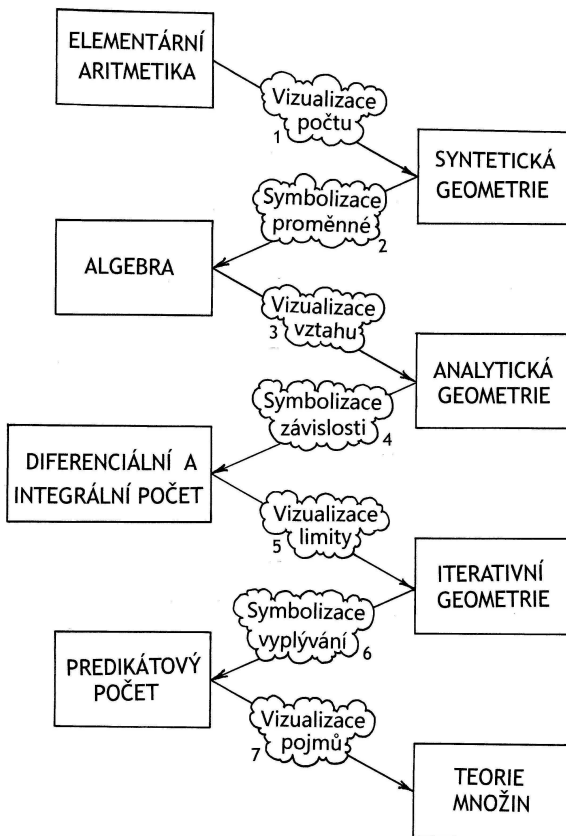 ELEMENTÁRNÍ
ARITMETIKA
Vizualizace
počtu
1
SYNTETICKÁ
GEOMETRIE
Symbolizace
proměnné
2
ALGEBRA
Vizualizace
vztahu
3
ANALYTICKÁ
GEOMETRIE
Symbolizace
závislosti
4
DIFERENCIÁLNÍ A
INTEGRÁLNÍ POČET
Vizualizace
limity
5
ITERATIVNÍ
GEOMETRIE
Symbolizace
vyplývání
6
PREDIKÁTOVÝ
POČET
Vizualizace
pojmů
7
TEORIE
MNOŽIN